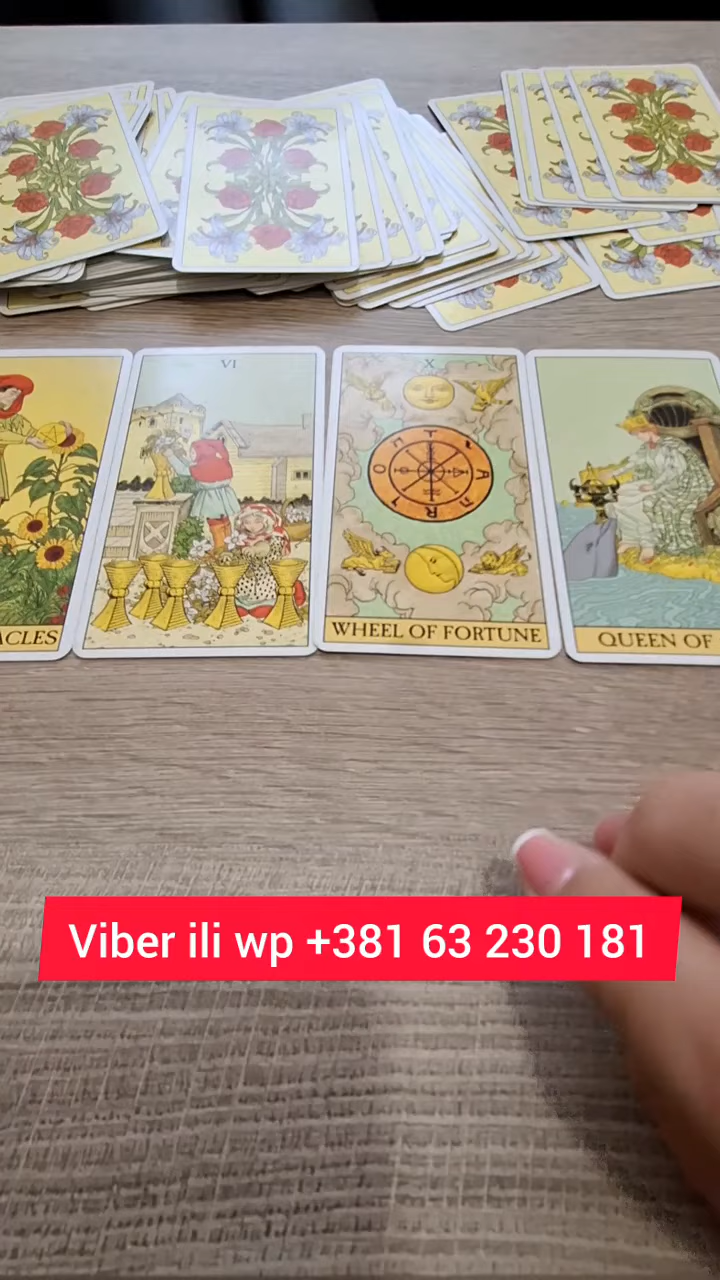 VI
X
T
A
R
O
ACLES
WHEEL OF FORTUNE
QUEEN OF
Viber ili wp +381 63 230 181